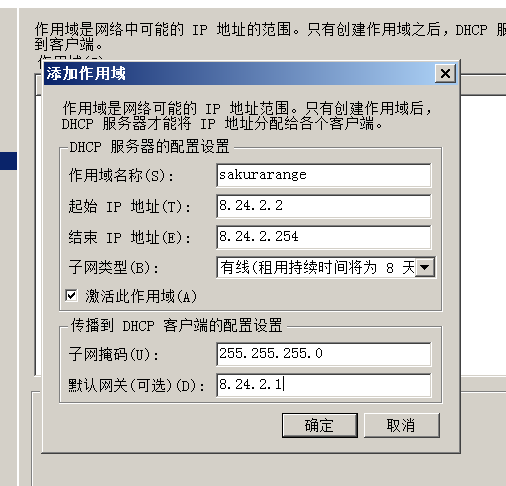 作用域是网络中可能的 IP 地址的范围。只有创建作用域之后，DHCP
到客户端。
添加作用域
作用域是网络可能的 IP 地址范围。只有创建作用域后，
DHCP 服务器才能将 IP 地址分配给各个客户端。
DHCP 服务器的配置设置
作用域名称(S): sakurarange
起始 IP 地址(T): 8.24.2.2
结束 IP 地址(E): 8.24.2.254
子网类型(B): 有线(租用持续时间将为 8 天
激活此作用域(A)
传播到 DHCP 客户端的配置设置
子网掩码(U): 255.255.255.0
默认网关(可选)(D): 8.24.2.1
确定 取消